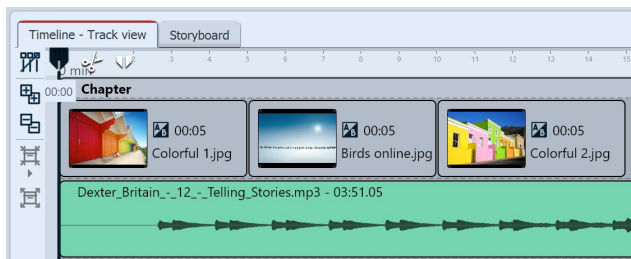 Timeline - Track view
Storyboard
0 min
3 4 5 6 7 8 9 10 11 12 13 14 15
00:00 Chapter
00:05
Colorful 1.jpg
00:05
Birds online.jpg
00:05
Colorful 2.jpg
Dexter_Britain_-_12_-_Telling_Stories.mp3 - 03:51.05